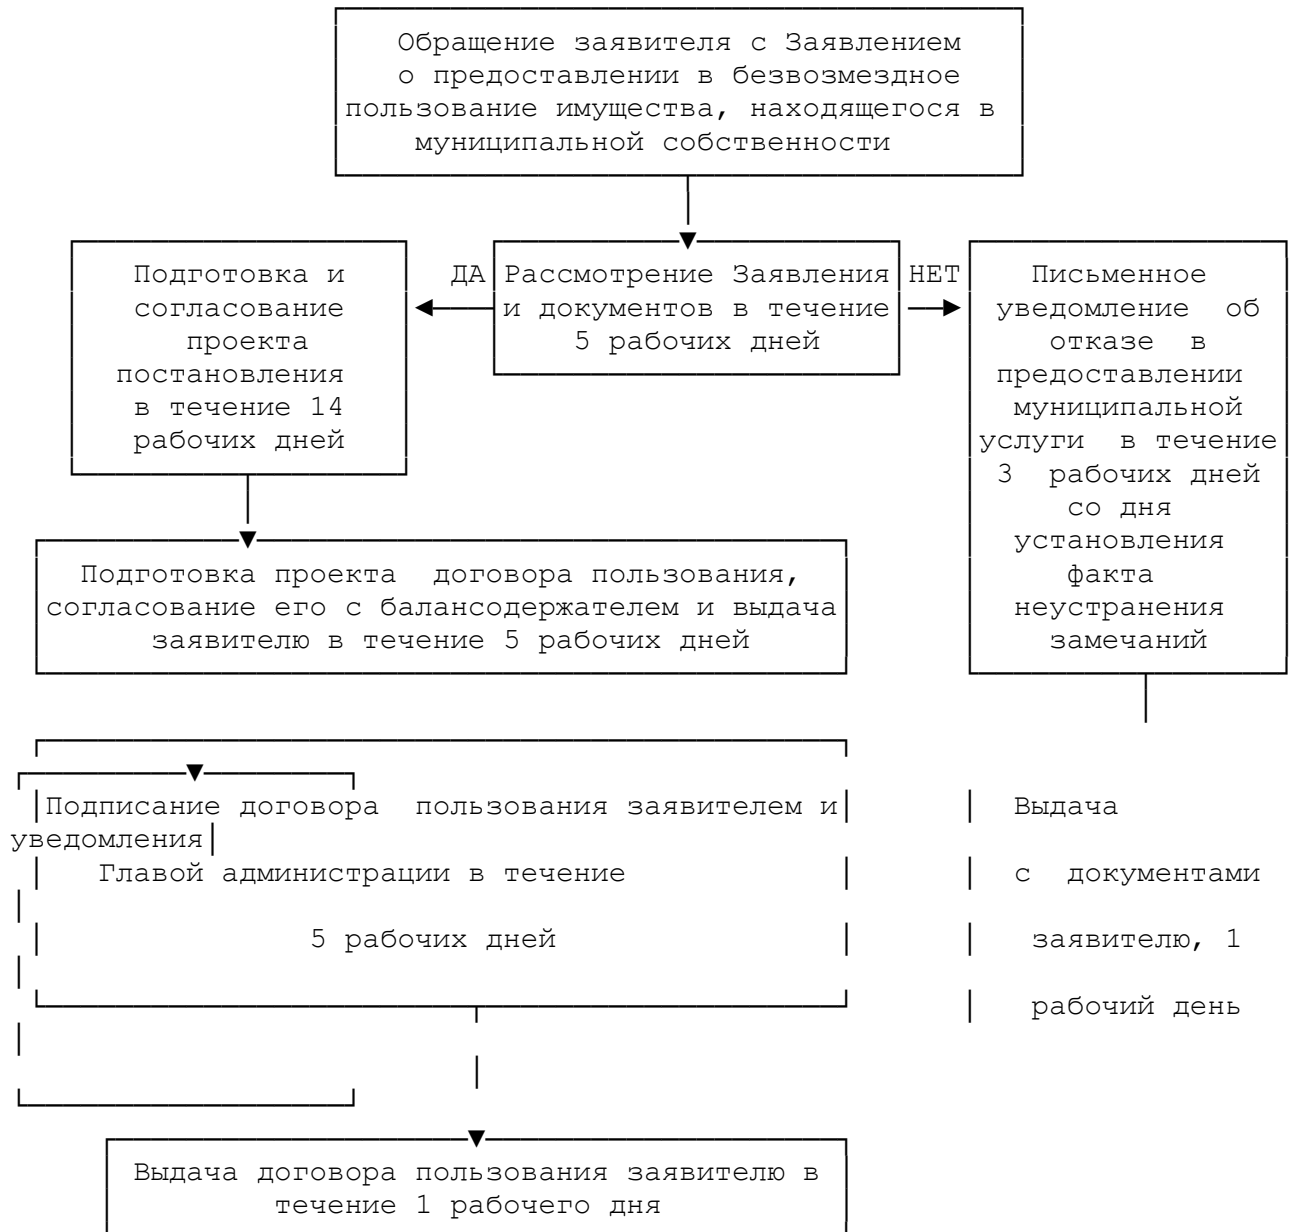 Обращение заявителя с Заявлением
о предоставлении в безвозмездное
пользование имущества, находящегося в
муниципальной собственности
Подготовка и
согласование
проекта
постановления
в течение 14
рабочих дней
ДА
Рассмотрение Заявления
и документов в течение
5 рабочих дней
НЕТ
Письменное
уведомление об
отказе в
предоставлении
муниципальной
услуги в течение
3 рабочих дней
со дня
установления
факта
неустранения
замечаний
Подготовка проекта договора пользования,
согласование его с балансодержателем и выдача
заявителю в течение 5 рабочих дней
Подписание договора пользования заявителем и
Выдача
уведомления
Главой администрации в течение
с документами
5 рабочих дней
заявителю, 1
рабочий день
Выдача договора пользования заявителю в
течение 1 рабочего дня